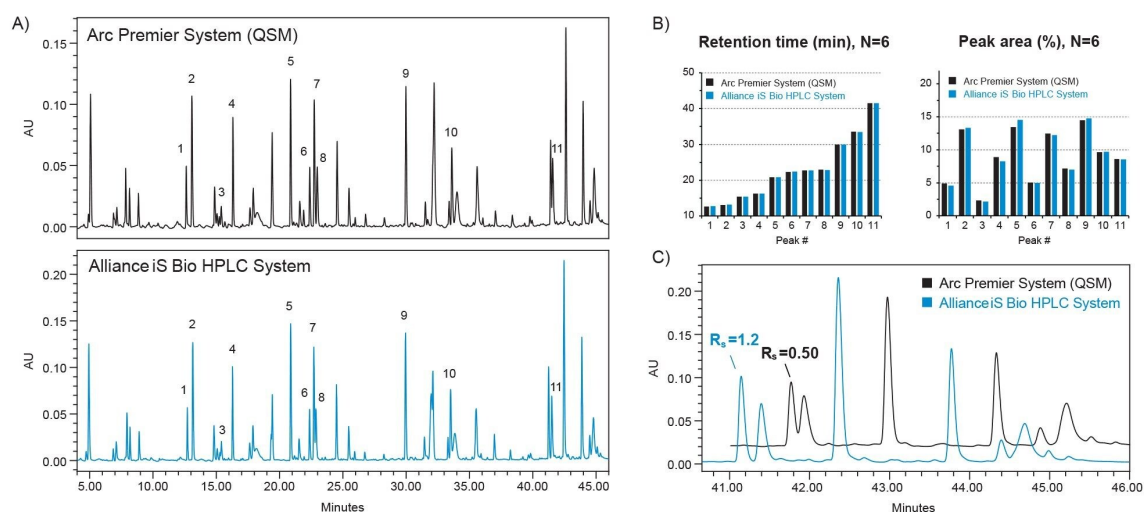 A)
Arc Premier System (QSM)
0.15
0.10
0.05
0.00
AU
1
2
3
4
5
6
7
8
9
10
11
Alliance iS Bio HPLC System
0.20
0.15
0.10
0.05
0.00
AU
1
2
3
4
5
6
7
8
9
10
11
5.00 10.00 15.00 20.00 25.00 30.00 35.00 40.00 45.00
Minutes
B)
Retention time (min), N=6
50
40
30
20
10
Arc Premier System (QSM)
Alliance iS Bio HPLC System
1 2 3 4 5 6 7 8 9 10 11
Peak #
Peak area (%), N=6
20
15
10
5
0
Arc Premier System (QSM)
Alliance iS Bio HPLC System
1 2 3 4 5 6 7 8 9 10 11
Peak #
C)
Arc Premier System (QSM)
Alliance iS Bio HPLC System
0.20
0.15
0.10
0.05
0.00
AU
Rs=1.2
Rs=0.50
41.00 42.00 43.00 44.00 45.00 46.00
Minutes